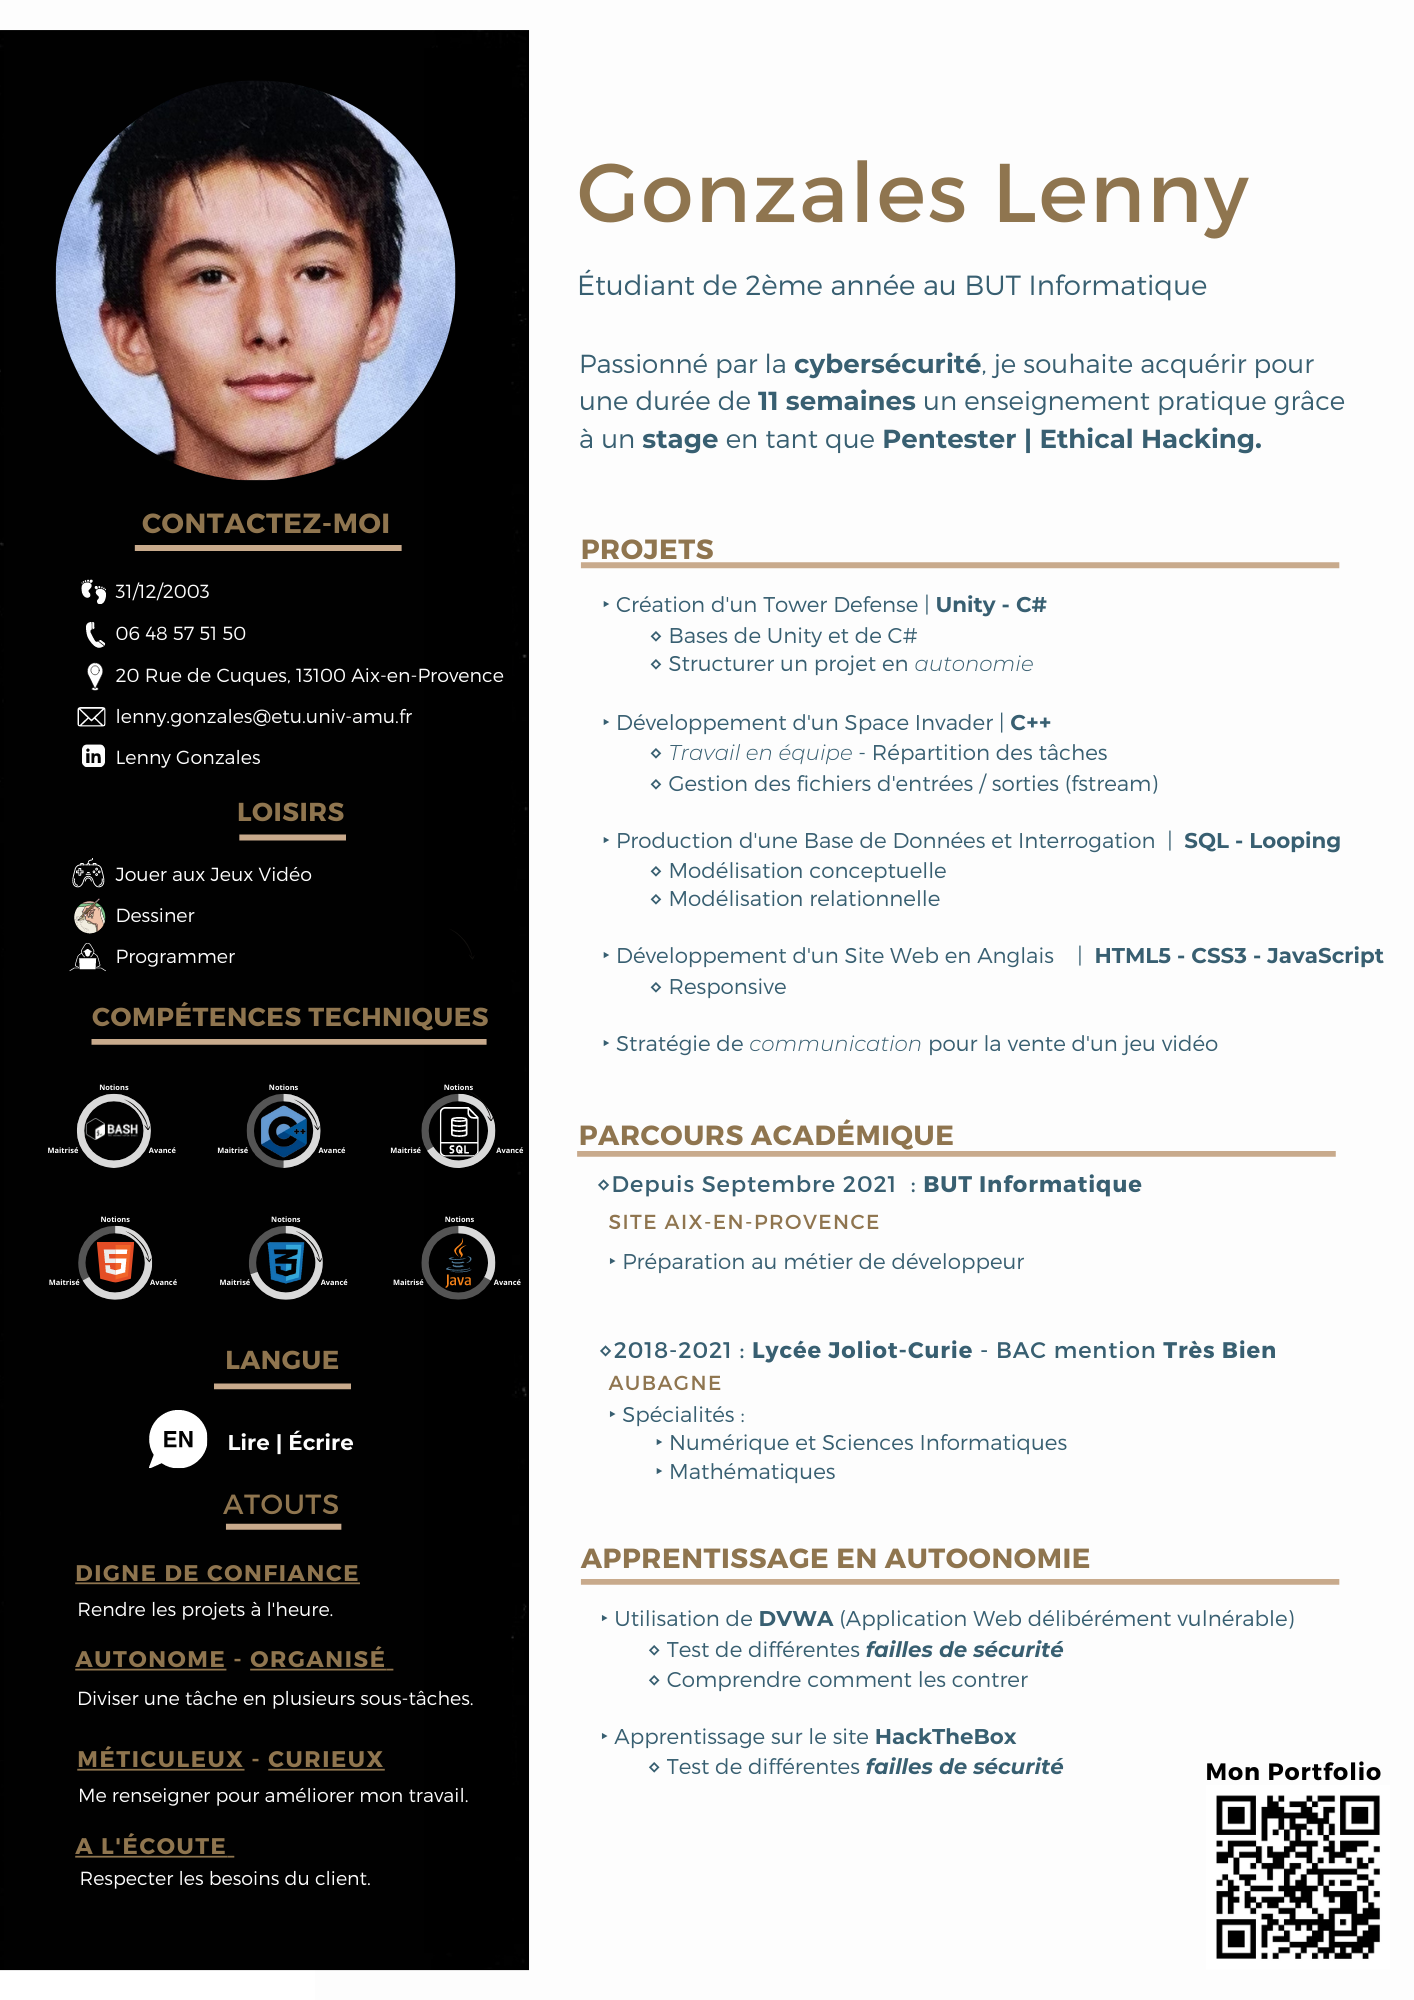 Gonzales Lenny
Étudiant de 2ème année au BUT Informatique
Passionné par la cybersécurité, je souhaite acquérir pour
une durée de 11 semaines un enseignement pratique grâce
à un stage en tant que Pentester | Ethical Hacking.
CONTACTEZ-MOI
31/12/2003
06 48 57 51 50
20 Rue de Cuques, 13100 Aix-en-Provence
lenny.gonzales@etu.univ-amu.fr
in Lenny Gonzales
LOISIRS
Jouer aux Jeux Vidéo
Dessiner
Programmer
COMPÉTENCES TECHNIQUES
Notions Notions Notions
BASH C++ SQL
Maitrisé Avancé Maitrisé Avancé Maitrisé Avancé
Notions Notions Notions
5 3 Java
Maitrisé Avancé Maitrisé Avancé Maitrisé Avancé
LANGUE
EN Lire | Écrire
ATOUTS
DIGNE DE CONFIANCE
Rendre les projets à l'heure.
AUTONOME - ORGANISÉ
Diviser une tâche en plusieurs sous-tâches.
MÉTICULEUX - CURIEUX
Me renseigner pour améliorer mon travail.
A L'ÉCOUTE
Respecter les besoins du client.
PROJETS
‣ Création d'un Tower Defense | Unity - C#
⋄ Bases de Unity et de C#
⋄ Structurer un projet en autonomie
‣ Développement d'un Space Invader | C++
⋄ Travail en équipe - Répartition des tâches
⋄ Gestion des fichiers d'entrées / sorties (fstream)
‣ Production d'une Base de Données et Interrogation | SQL - Looping
⋄ Modélisation conceptuelle
⋄ Modélisation relationnelle
‣ Développement d'un Site Web en Anglais | HTML5 - CSS3 - JavaScript
⋄ Responsive
‣ Stratégie de communication pour la vente d'un jeu vidéo
PARCOURS ACADÉMIQUE
⋄Depuis Septembre 2021 : BUT Informatique
SITE AIX-EN-PROVENCE
‣ Préparation au métier de développeur
⋄2018-2021 : Lycée Joliot-Curie - BAC mention Très Bien
AUBAGNE
‣ Spécialités :
‣ Numérique et Sciences Informatiques
‣ Mathématiques
APPRENTISSAGE EN AUTOONOMIE
‣ Utilisation de DVWA (Application Web délibérément vulnérable)
⋄ Test de différentes failles de sécurité
⋄ Comprendre comment les contrer
‣ Apprentissage sur le site HackTheBox
⋄ Test de différentes failles de sécurité
Mon Portfolio